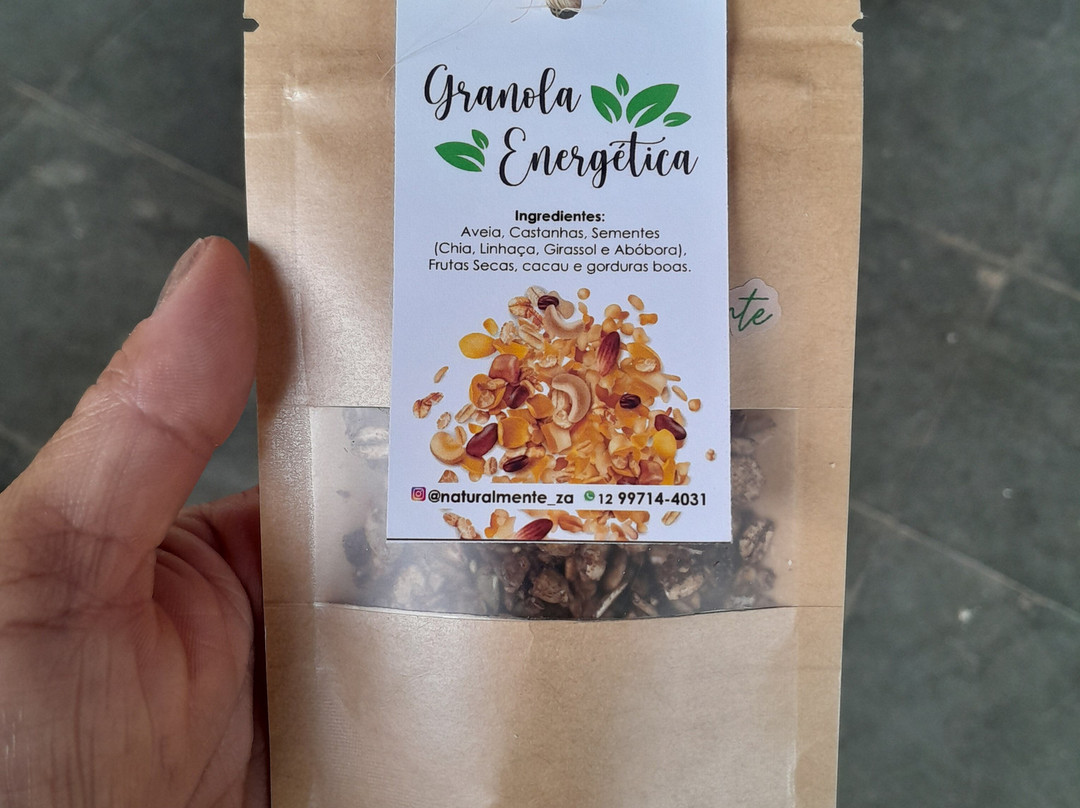 Granola
Energética
Ingredientes:
Aveia, Castanhas, Sementes
(Chia, Linhaça, Girassol e Abóbora),
Frutas Secas, cacau e gorduras boas.
@naturalmente_za 12 99714-4031